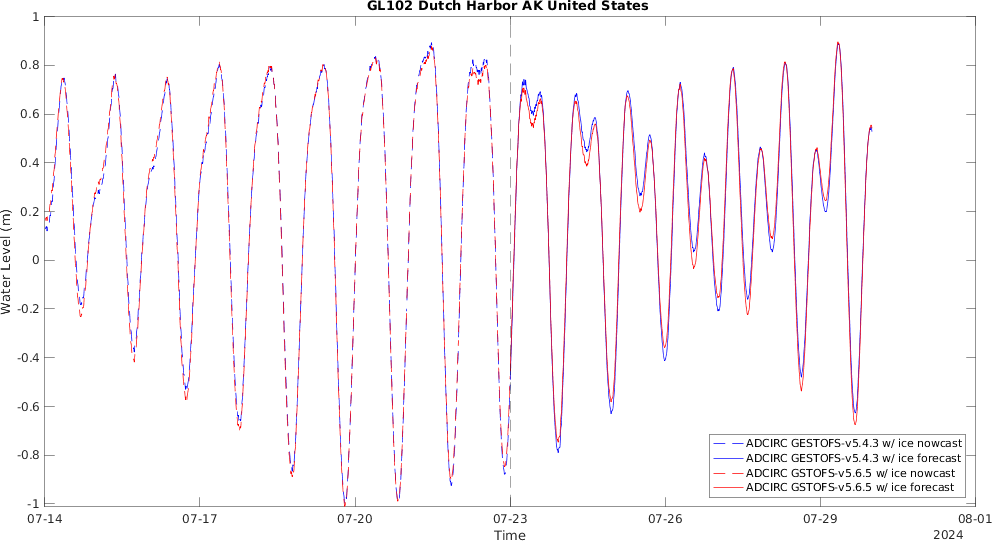 GL102 Dutch Harbor AK United States
1
0.8
0.6
0.4
0.2
0
-0.2
-0.4
-0.6
-0.8
-1
Water Level (m)
ADCIRC GESTOFS-v5.4.3 w/ ice nowcast
ADCIRC GESTOFS-v5.4.3 w/ ice forecast
ADCIRC GSTOFS-v5.6.5 w/ ice nowcast
ADCIRC GSTOFS-v5.6.5 w/ ice forecast
07-14 07-17 07-20 07-23 07-26 07-29 08-01
Time
2024